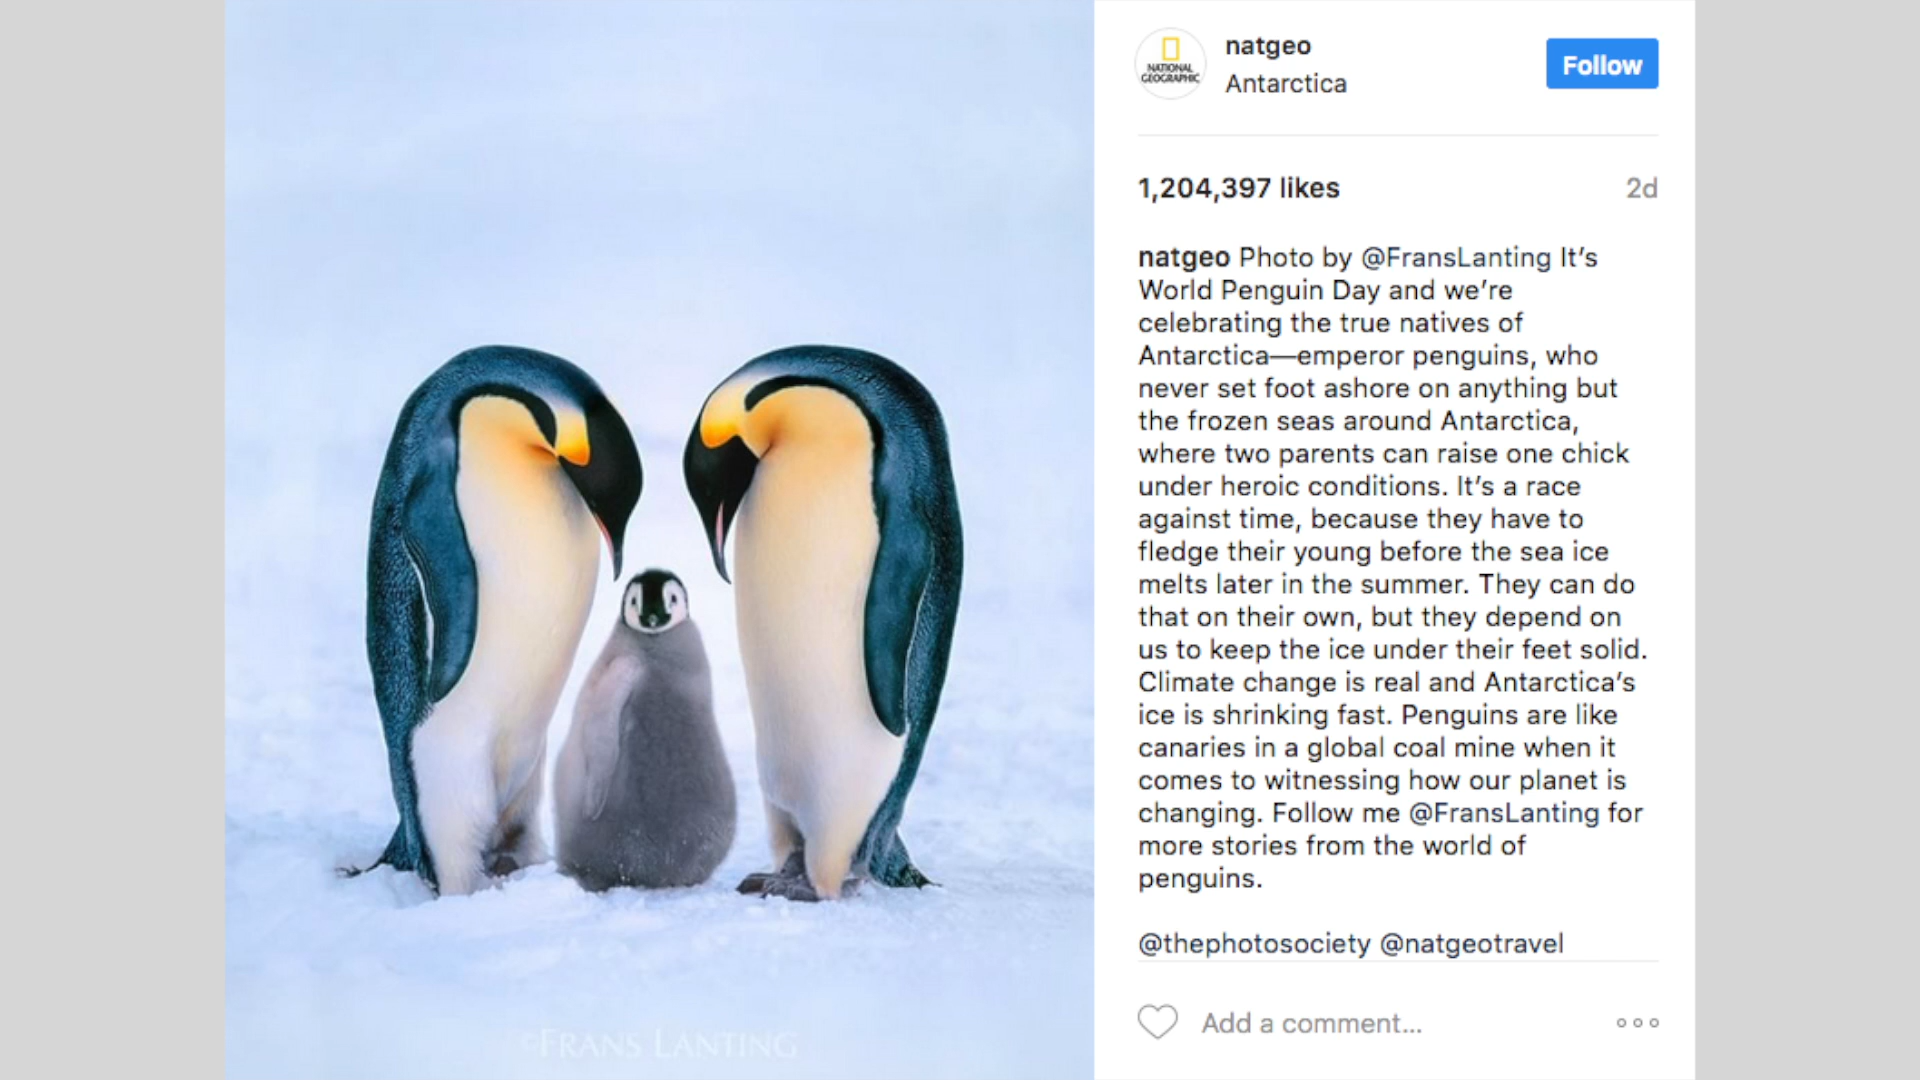 natgeo
Antarctica
Follow
NATIONAL
GEOGRAPHIC
1,204,397 likes
2d
natgeo Photo by @FransLanting It’s
World Penguin Day and we’re
celebrating the true natives of
Antarctica—emperor penguins, who
never set foot ashore on anything but
the frozen seas around Antarctica,
where two parents can raise one chick
under heroic conditions. It’s a race
against time, because they have to
fledge their young before the sea ice
melts later in the summer. They can do
that on their own, but they depend on
us to keep the ice under their feet solid.
Climate change is real and Antarctica’s
ice is shrinking fast. Penguins are like
canaries in a global coal mine when it
comes to witnessing how our planet is
changing. Follow me @FransLanting for
more stories from the world of
penguins.
@thephotosociety @natgeotravel
Add a comment...
©FRANS LANTING